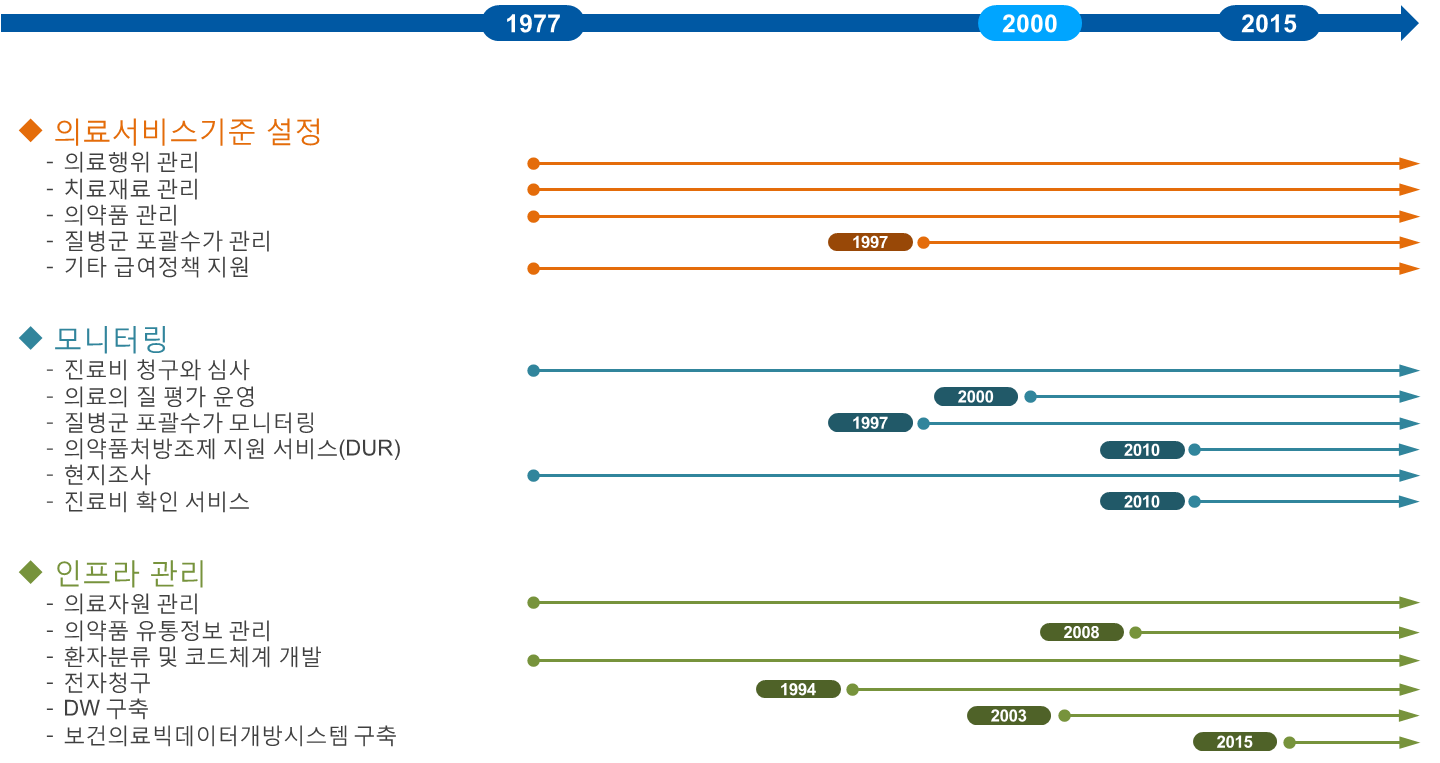 1977 2000 2015
◆ 의료서비스기준 설정
- 의료행위 관리
- 치료재료 관리
- 의약품 관리
- 질병군 포괄수가 관리 1997
- 기타 급여정책 지원
◆ 모니터링
- 진료비 청구와 심사
- 의료의 질 평가 운영 2000
- 질병군 포괄수가 모니터링 1997
- 의약품처방조제 지원 서비스(DUR) 2010
- 현지조사
- 진료비 확인 서비스 2010
◆ 인프라 관리
- 의료자원 관리
- 의약품 유통정보 관리 2008
- 환자분류 및 코드체계 개발
- 전자청구 1994
- DW 구축 2003
- 보건의료빅데이터개방시스템 구축 2015